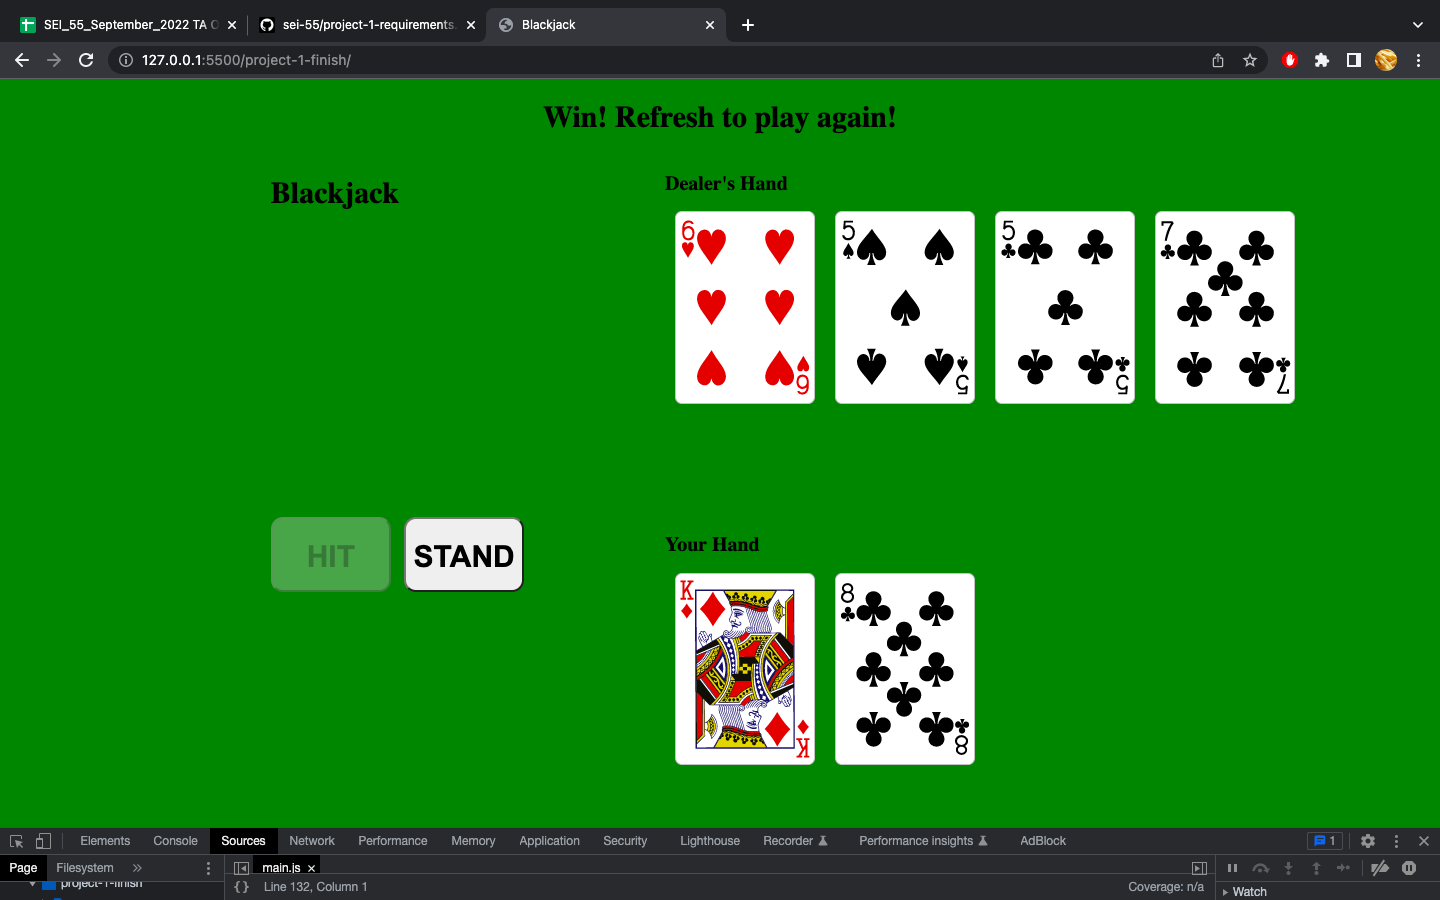 SEI_55_September_2022 TA O
sei-55/project-1-requirements.
Blackjack
127.0.0.1:5500/project-1-finish/
Win! Refresh to play again!
Blackjack
Dealer's Hand
6 5 5 7
6 5 5 7
HIT STAND
Your Hand
K 8
K 8
Elements Console Sources Network Performance Memory Application Security Lighthouse Recorder Performance insights AdBlock 1
Page Filesystem » main.js
project-1-finish
{} Line 132, Column 1 Coverage: n/a
Watch